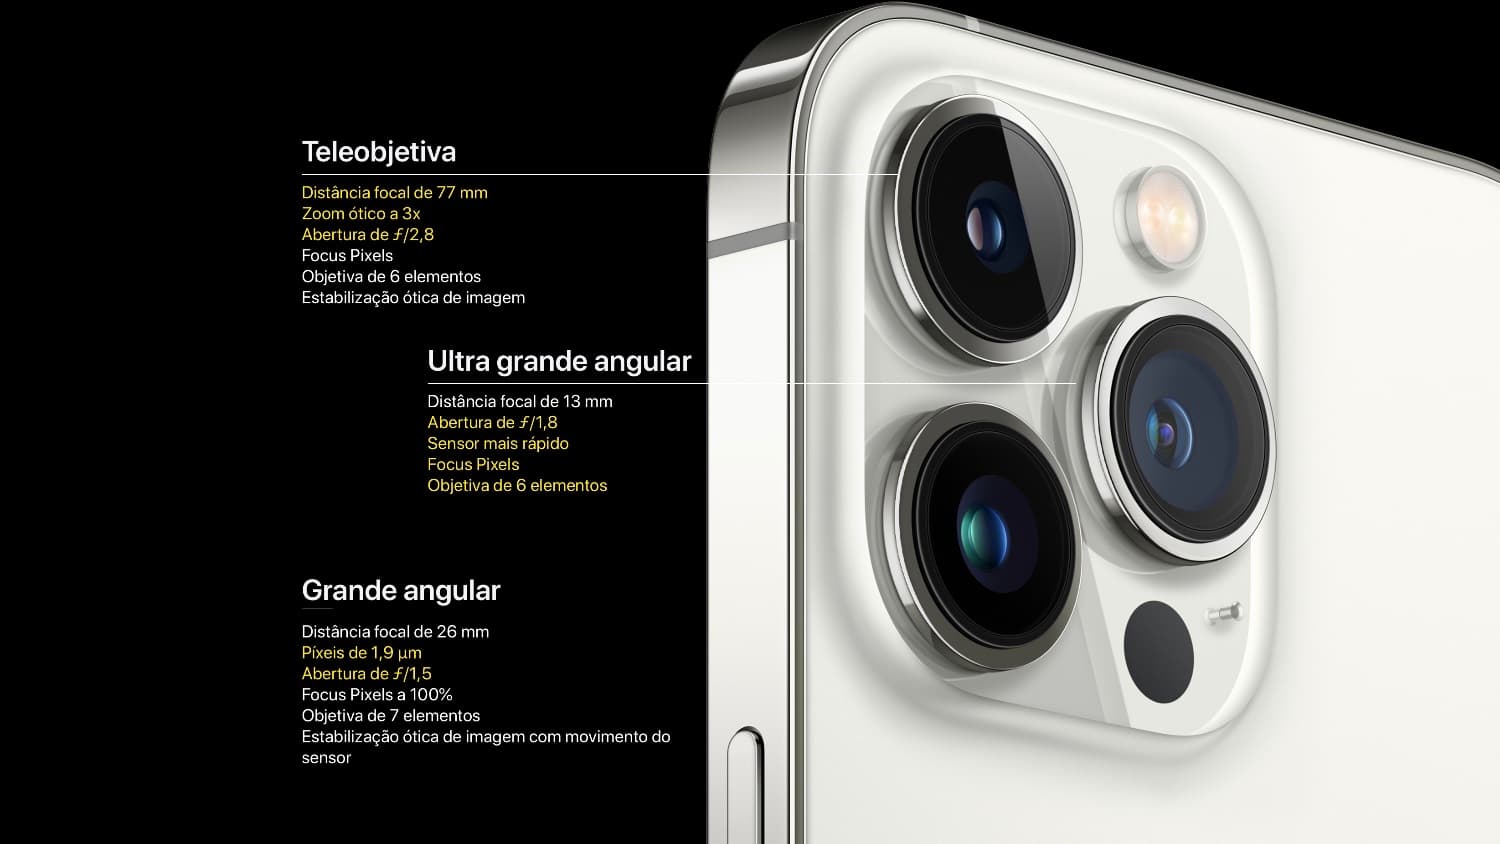 Teleobjetiva
Distância focal de 77 mm
Zoom ótico a 3x
Abertura de ƒ/2,8
Focus Pixels
Objetiva de 6 elementos
Estabilização ótica de imagem
Ultra grande angular
Distância focal de 13 mm
Abertura de ƒ/1,8
Sensor mais rápido
Focus Pixels
Objetiva de 6 elementos
Grande angular
Distância focal de 26 mm
Píxeis de 1,9 µm
Abertura de ƒ/1,5
Focus Pixels a 100%
Objetiva de 7 elementos
Estabilização ótica de imagem com movimento do
sensor